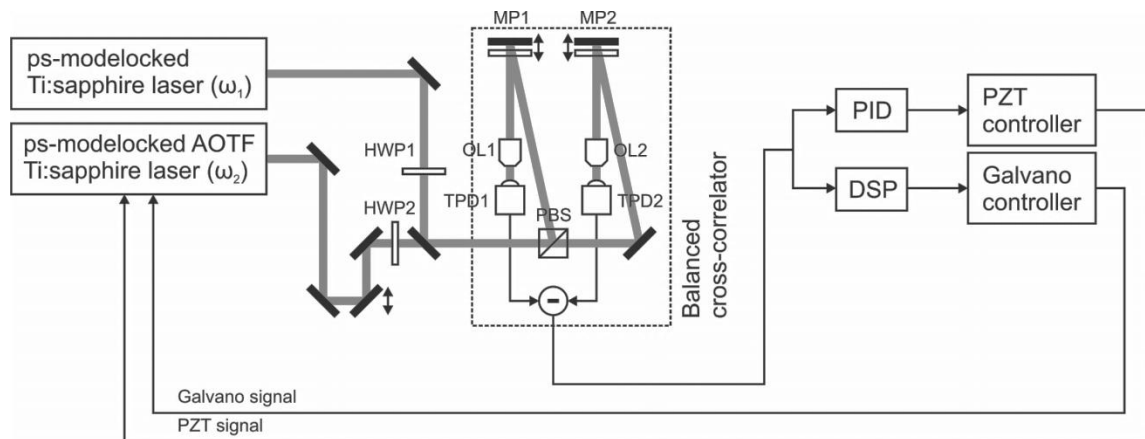 MP1
MP2
ps-modelocked
Ti:sapphire laser (ω₁)
ps-modelocked AOTF
Ti:sapphire laser (ω₂)
HWP1
HWP2
OL1
OL2
TPD1
TPD2
PBS
-
Balanced
cross-correlator
PID
PZT
controller
DSP
Galvano
controller
Galvano signal
PZT signal